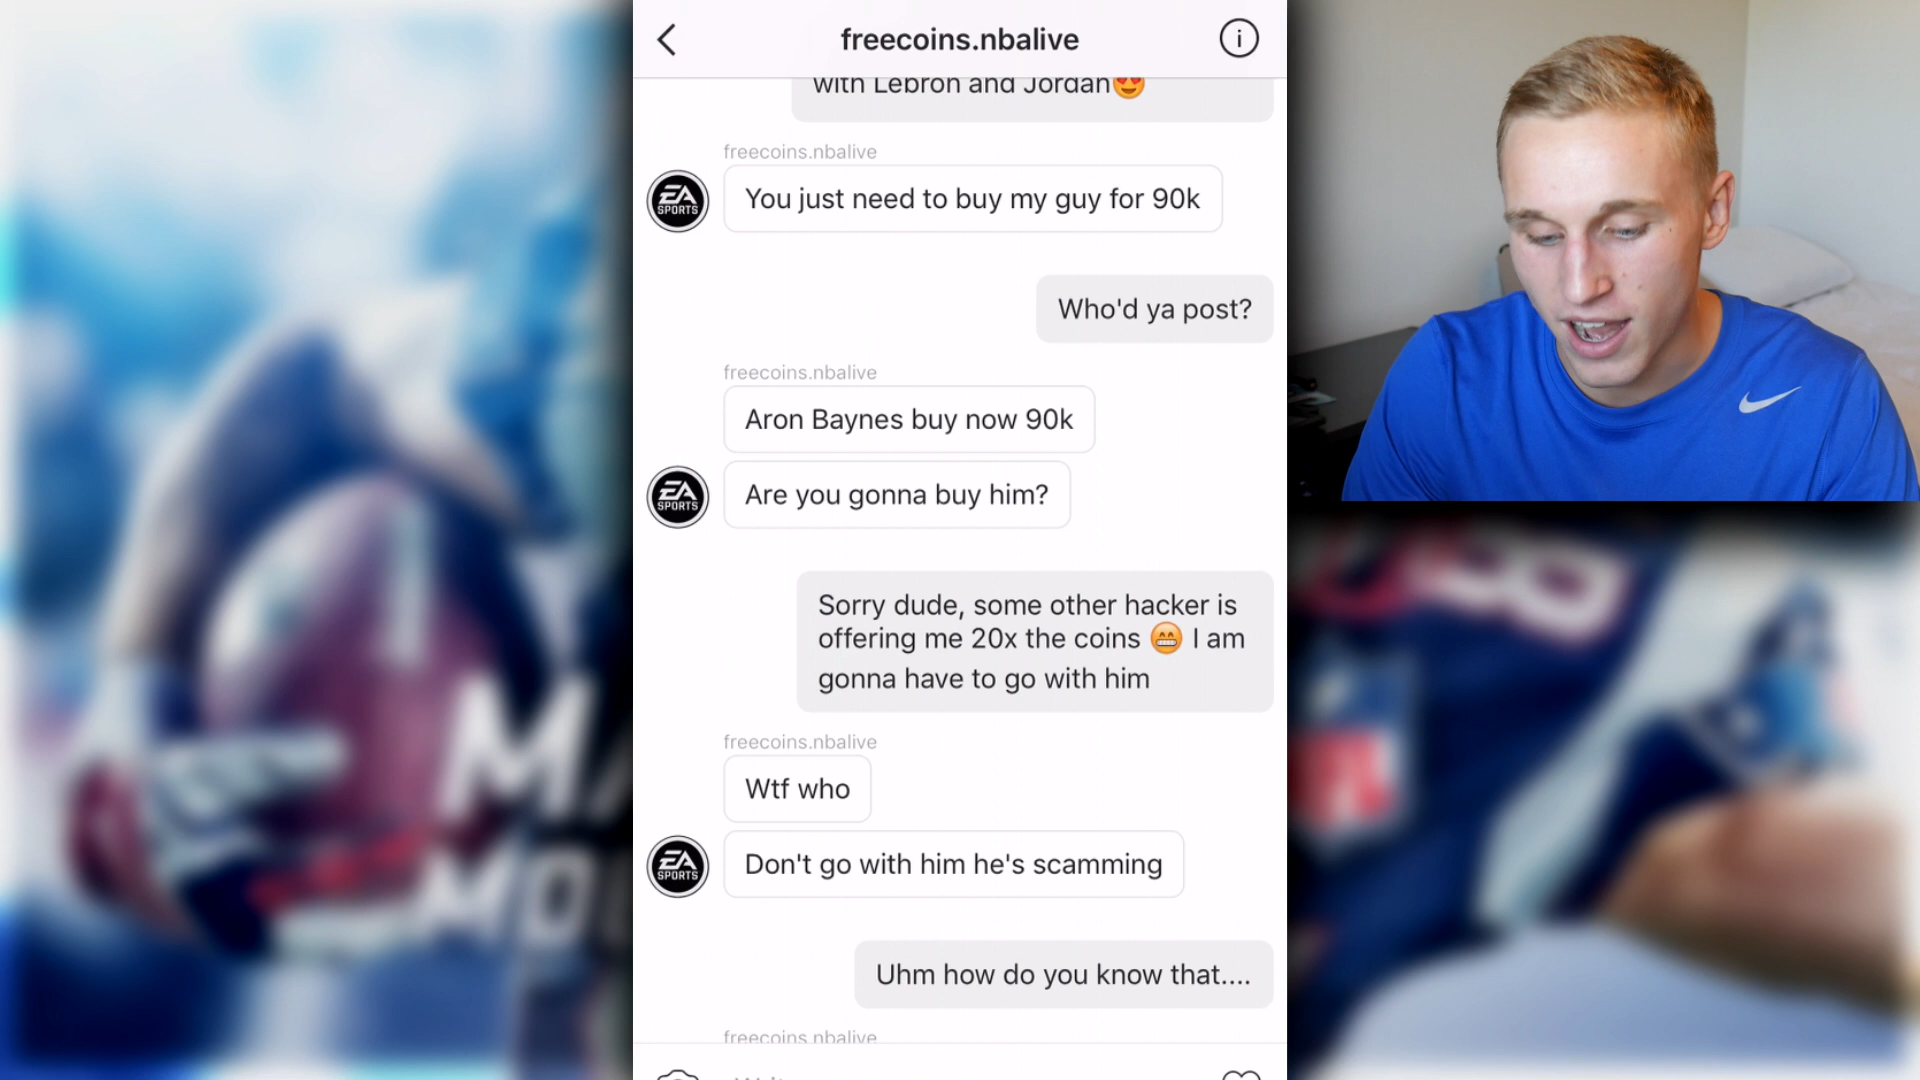 freecoins.nbalive
with Lebron and Jordan😍
freecoins.nbalive
EA
SPORTS
You just need to buy my guy for 90k
Who'd ya post?
freecoins.nbalive
Aron Baynes buy now 90k
EA
SPORTS
Are you gonna buy him?
Sorry dude, some other hacker is
offering me 20x the coins 😁 I am
gonna have to go with him
freecoins.nbalive
Wtf who
EA
SPORTS
Don't go with him he's scamming
Uhm how do you know that....
freecoins.nbalive